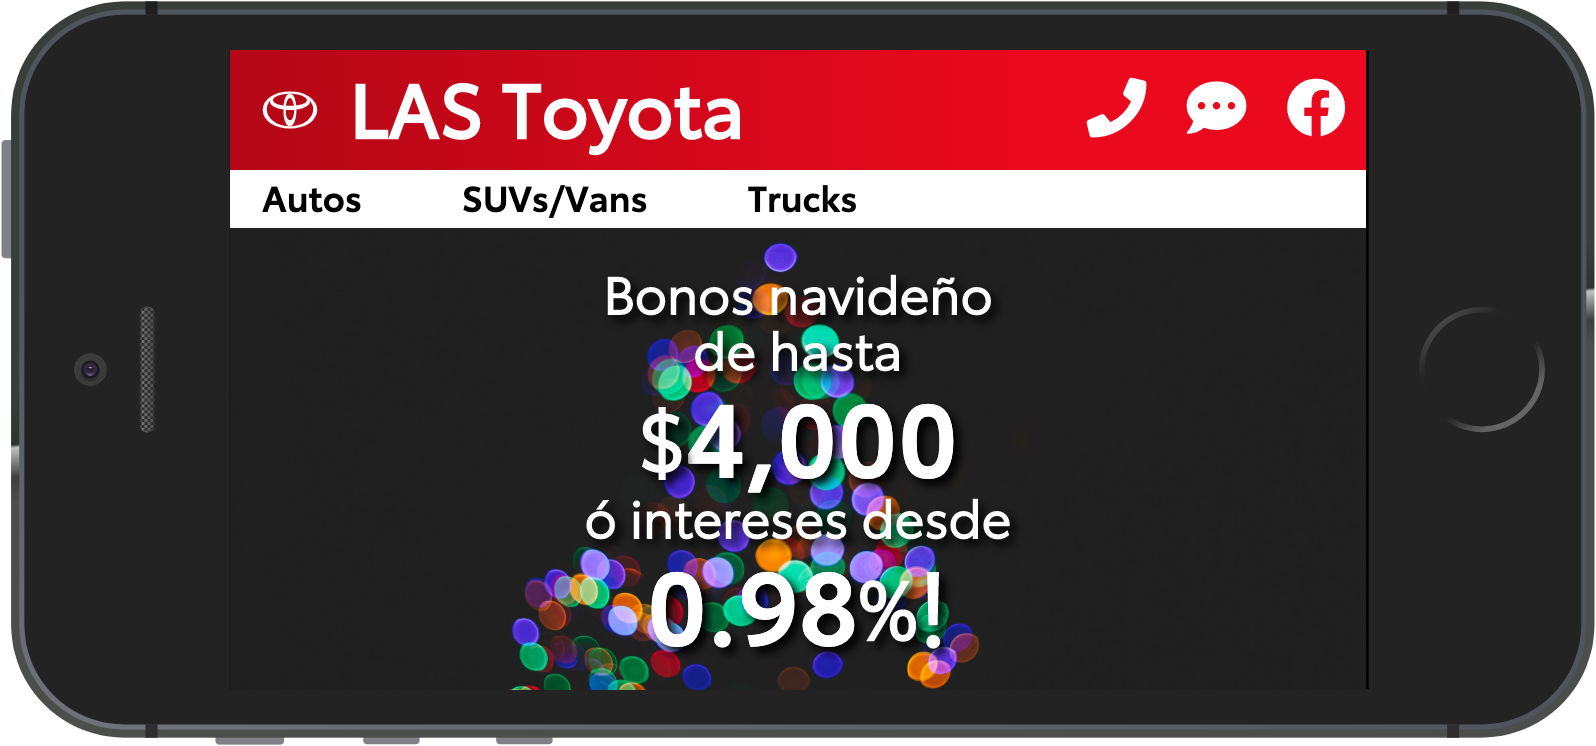 LAS Toyota
Autos SUVs/Vans Trucks
Bonos navideño
de hasta
$4,000
ó intereses desde
0.98%!